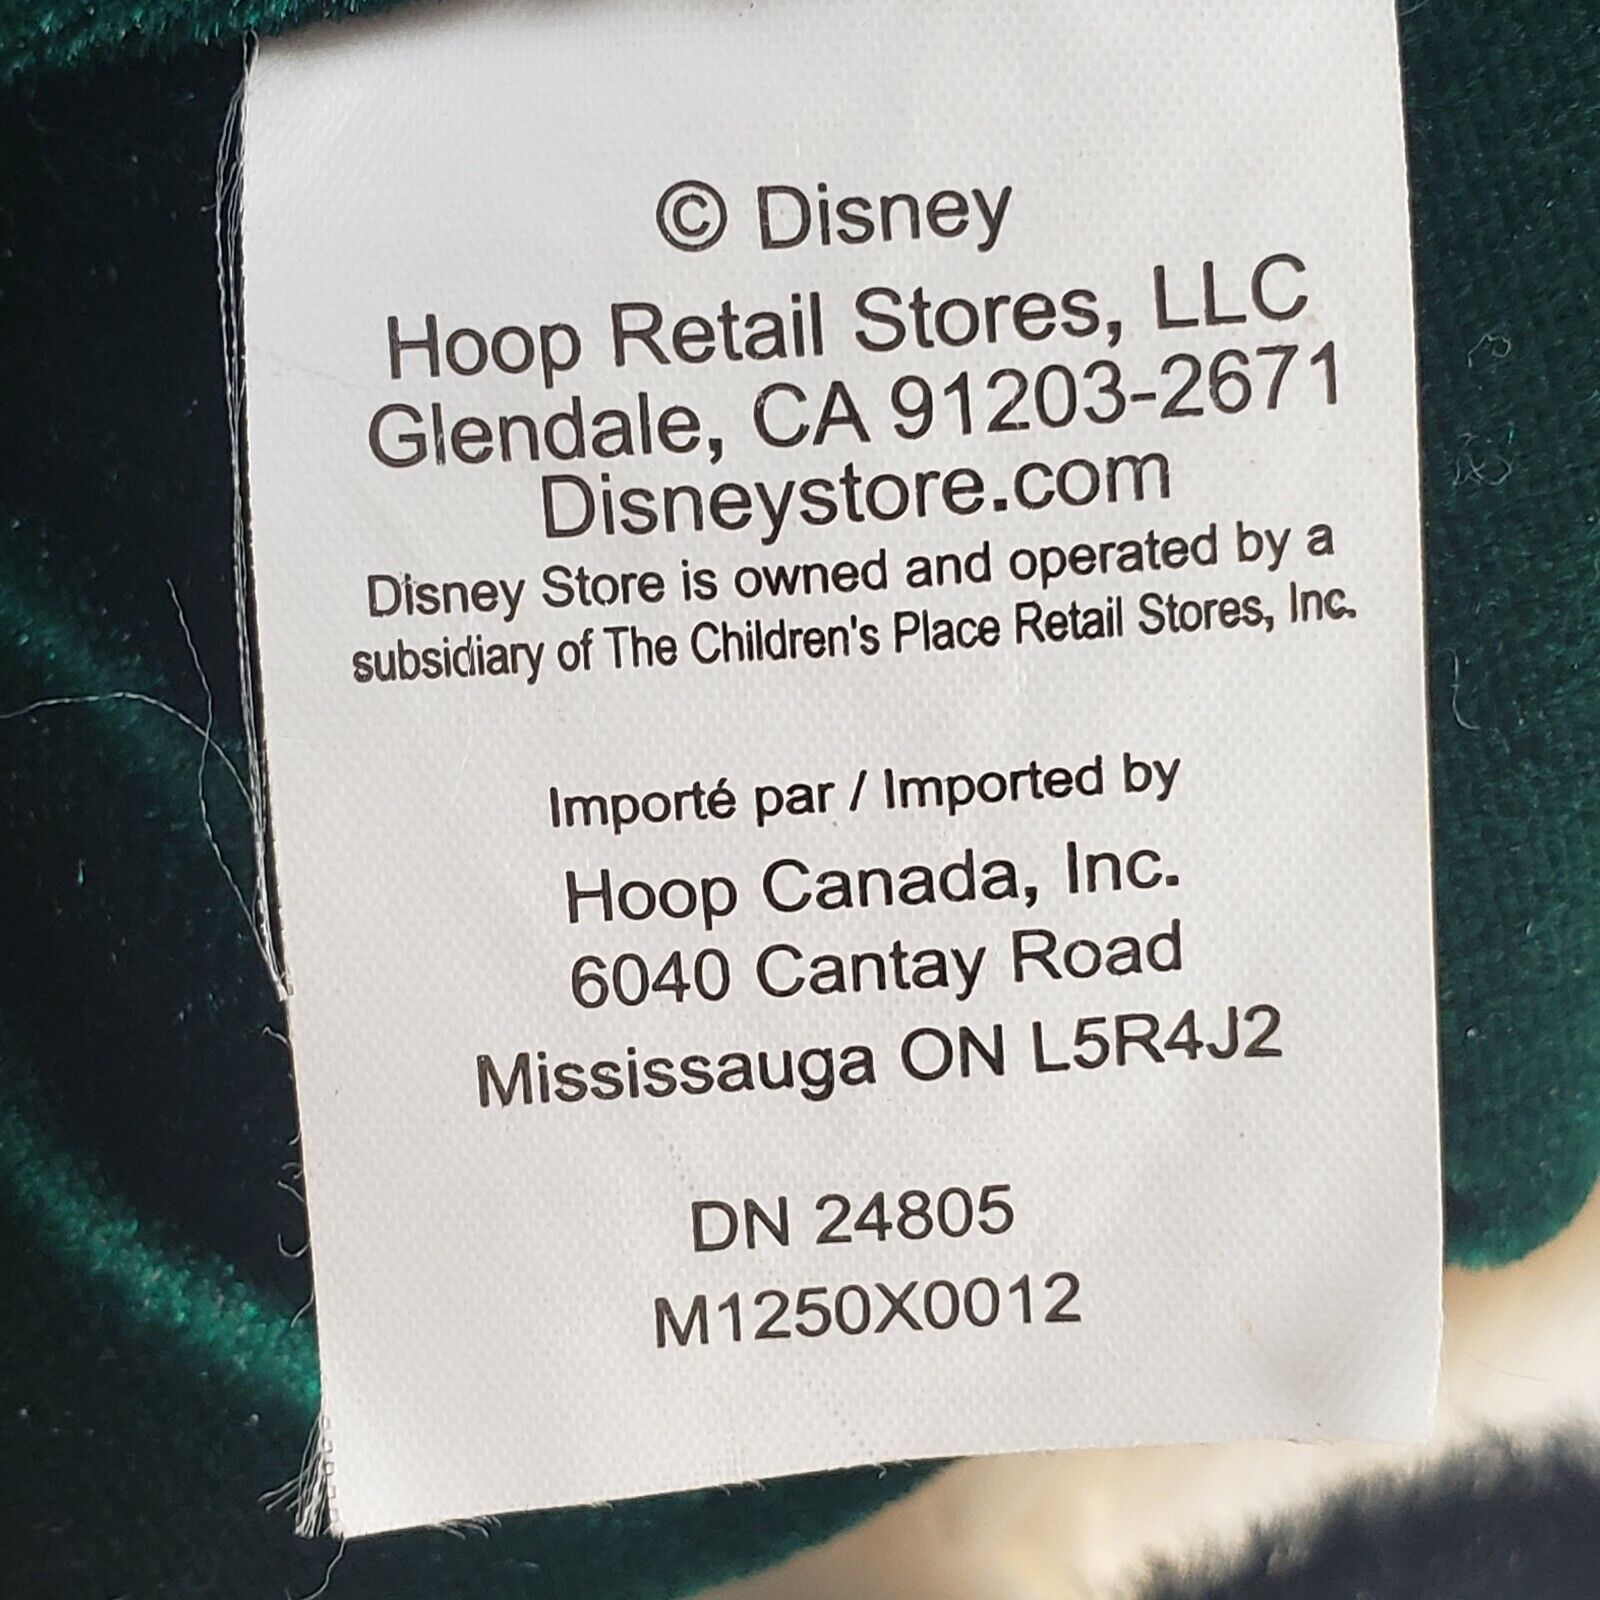 © Disney
Hoop Retail Stores, LLC
Glendale, CA 91203-2671
Disneystore.com
Disney Store is owned and operated by a
subsidiary of The Children's Place Retail Stores, Inc.
Importé par / Imported by
Hoop Canada, Inc.
6040 Cantay Road
Mississauga ON L5R4J2
DN 24805
M1250X0012